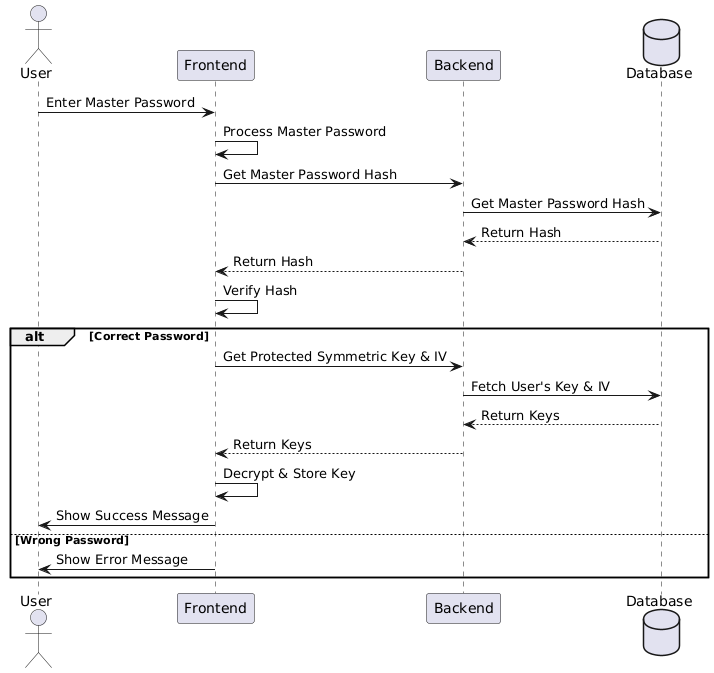 User
Frontend
Backend
Database
Enter Master Password
Process Master Password
Get Master Password Hash
Get Master Password Hash
Return Hash
Return Hash
Verify Hash
alt [Correct Password]
Get Protected Symmetric Key & IV
Fetch User's Key & IV
Return Keys
Return Keys
Decrypt & Store Key
Show Success Message
[Wrong Password]
Show Error Message
User
Frontend
Backend
Database